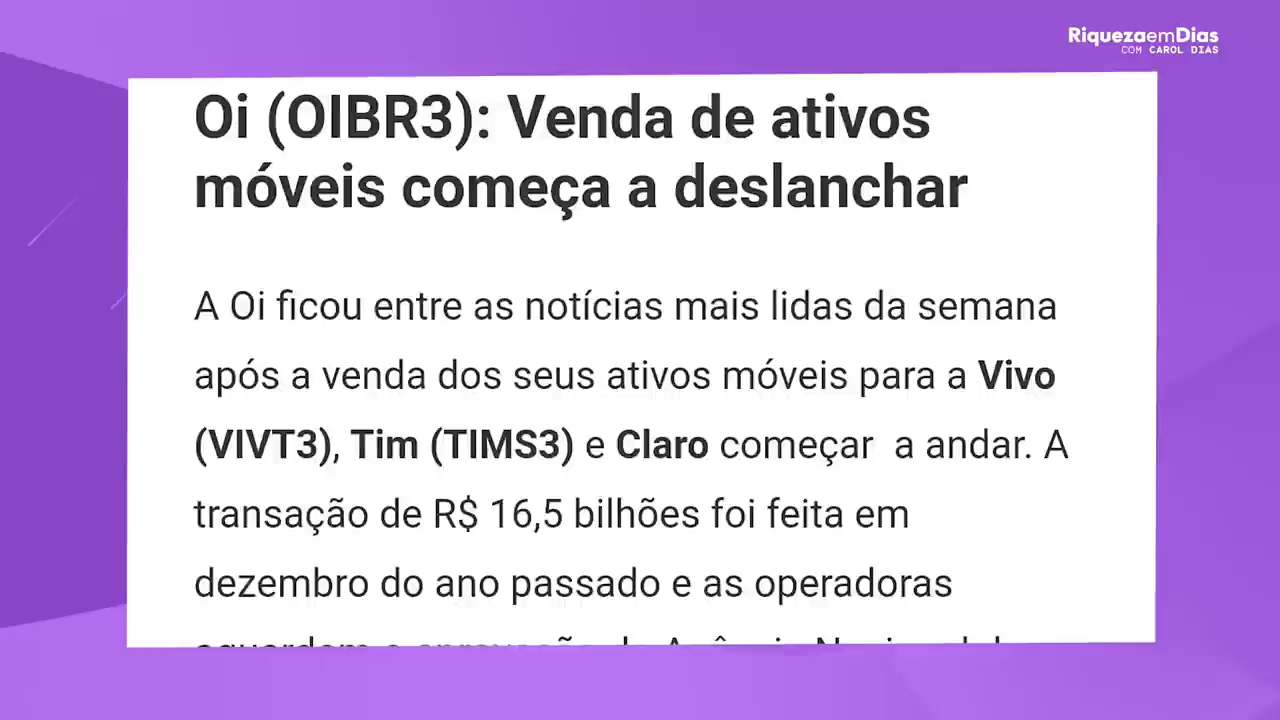 RiquezaemDias
COM CAROL DIAS
Oi (OIBR3): Venda de ativos
móveis começa a deslanchar
A Oi ficou entre as notícias mais lidas da semana
após a venda dos seus ativos móveis para a Vivo
(VIVT3), Tim (TIMS3) e Claro começar  a andar. A
transação de R$ 16,5 bilhões foi feita em
dezembro do ano passado e as operadoras